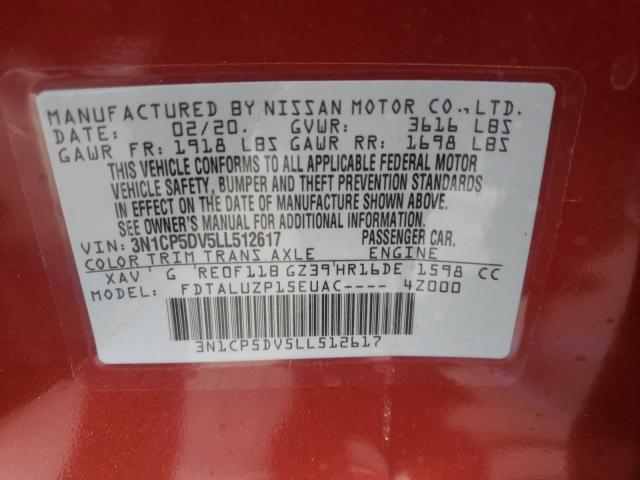 MANUFACTURED BY NISSAN MOTOR CO.,LTD.
DATE: 02/20. GVWR: 3616 LBS
GAWR FR: 1918 LBS GAWR RR: 1698 LBS
THIS VEHICLE CONFORMS TO ALL APPLICABLE FEDERAL MOTOR
VEHICLE SAFETY, BUMPER AND THEFT PREVENTION STANDARDS
IN EFFECT ON THE DATE OF MANUFACTURE SHOWN ABOVE.
SEE OWNER'S MANUAL FOR ADDITIONAL INFORMATION.
VIN: 3N1CP5DV5LL512617 PASSENGER CAR.
COLOR TRIM TRANS AXLE ENGINE
XAV G RE0F11B GZ39 HR16DE 1598 CC
MODEL: FDTALUZP15EUAC---- 4Z000
3N1CP5DV5LL512617